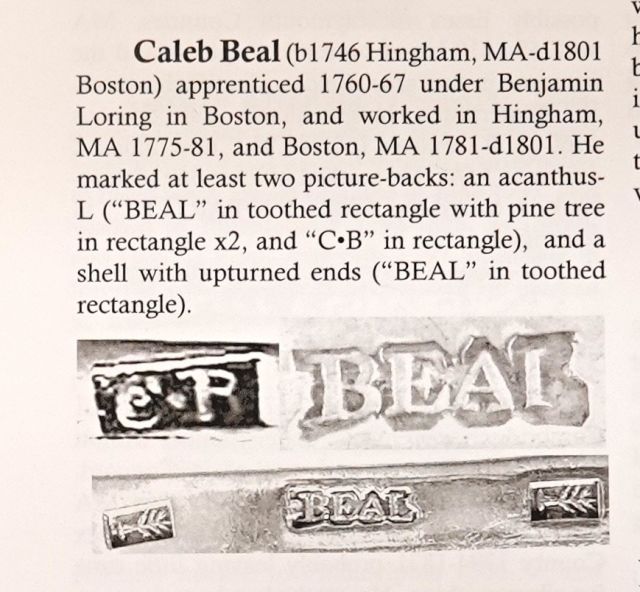 Caleb Beal (b1746 Hingham, MA-d1801
Boston) apprenticed 1760-67 under Benjamin
Loring in Boston, and worked in Hingham,
MA 1775-81, and Boston, MA 1781-d1801. He
marked at least two picture-backs: an acanthus-
L (“BEAL” in toothed rectangle with pine tree
in rectangle x2, and “C•B” in rectangle), and a
shell with upturned ends (“BEAL” in toothed
rectangle).
BEAL
BEAL